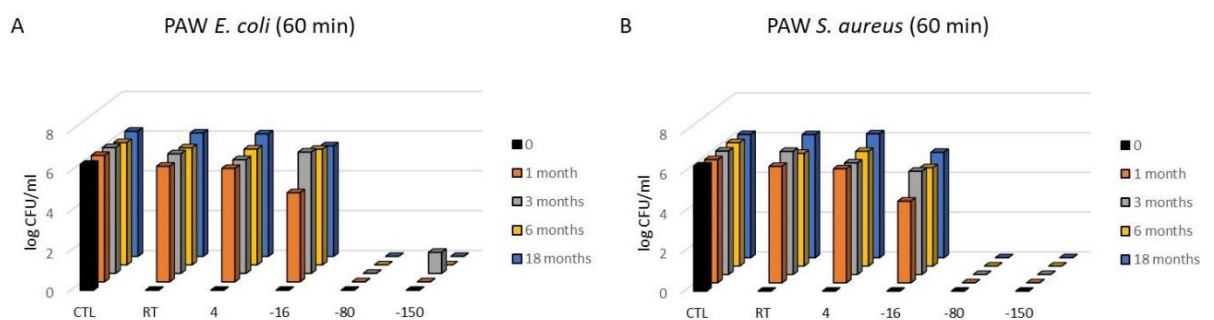 A
PAW E. coli (60 min)
8
6
4
2
0
log CFU/ml
CTL
RT
4
-16
-80
-150
0
1 month
3 months
6 months
18 months
B
PAW S. aureus (60 min)
8
6
4
2
0
log CFU/ml
CTL
RT
4
-16
-80
-150
0
1 month
3 months
6 months
18 months